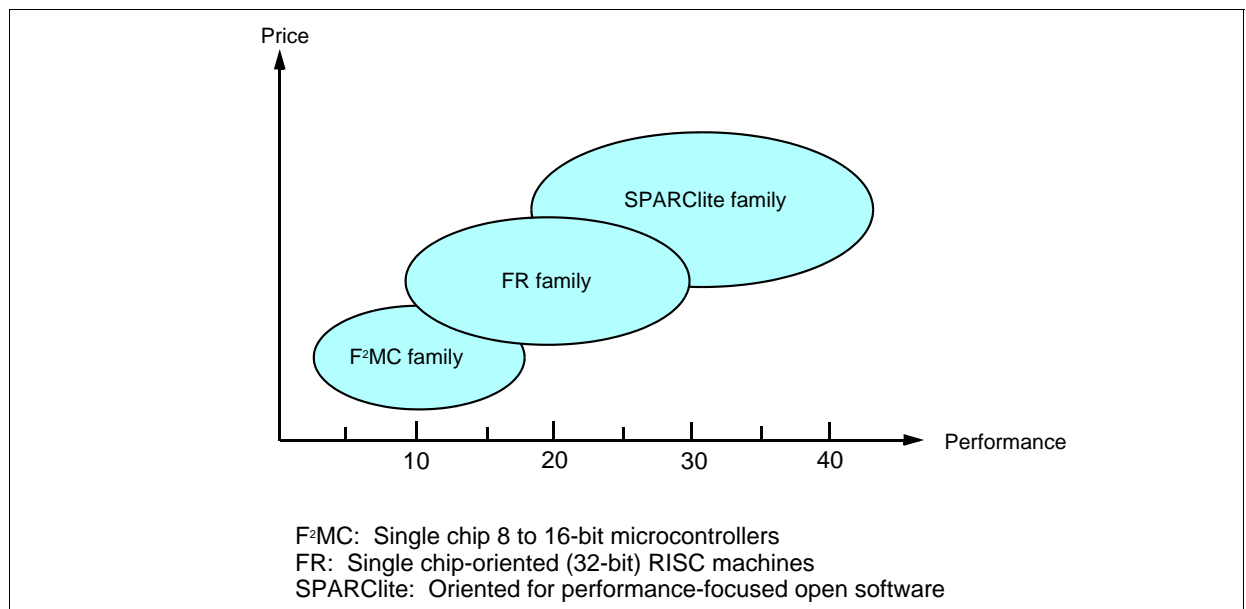 Price
SPARClite family
FR family
F²MC family
10 20 30 40
Performance
F²MC: Single chip 8 to 16-bit microcontrollers
FR: Single chip-oriented (32-bit) RISC machines
SPARClite: Oriented for performance-focused open software